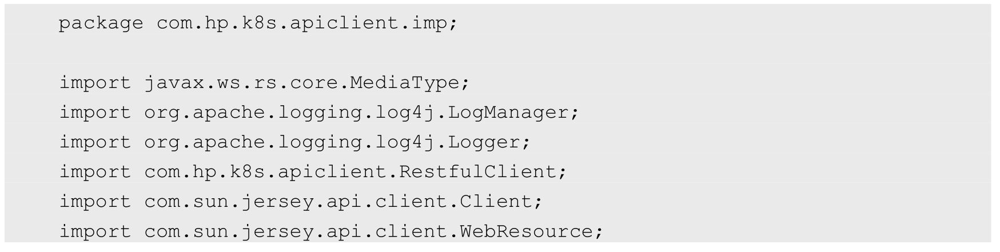 package com.hp.k8s.apiclient.imp;
import javax.ws.rs.core.MediaType;
import org.apache.logging.log4j.LogManager;
import org.apache.logging.log4j.Logger;
import com.hp.k8s.apiclient.RestfulClient;
import com.sun.jersey.api.client.Client;
import com.sun.jersey.api.client.WebResource;